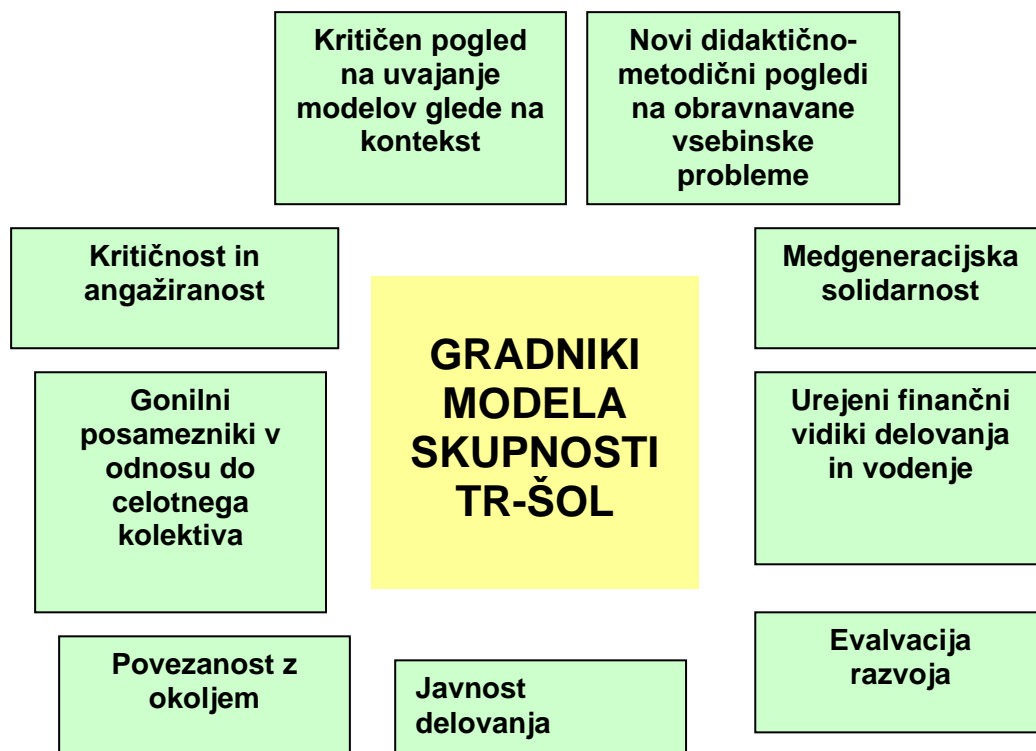 Kritičen pogled
na uvajanje
modelov glede na
kontekst
Novi didaktično-
metodični pogledi
na obravnavane
vsebinske
probleme
Kritičnost in
angažiranost
Medgeneracijska
solidarnost
GRADNIKI
MODELA
SKUPNOSTI
TR-ŠOL
Gonilni
posamezniki v
odnosu do
celotnega
kolektiva
Urejeni finančni
vidiki delovanja
in vodenje
Povezanost z
okoljem
Javnost
delovanja
Evalvacija
razvoja